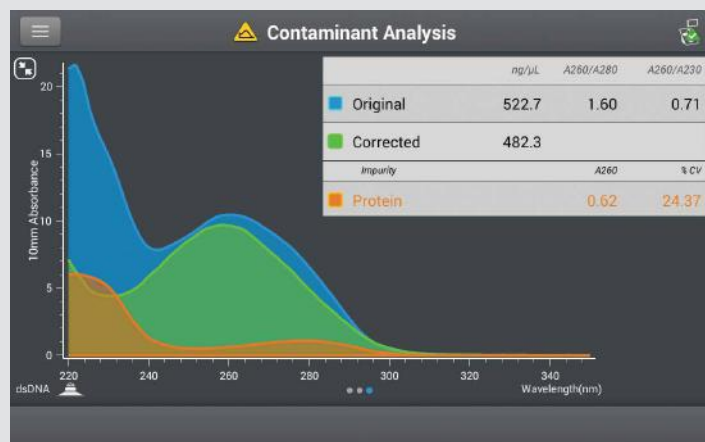 Contaminant Analysis
ng/µL A260/A280 A260/A230
Original 522.7 1.60 0.71
Corrected 482.3
Impurity A260 % CV
Protein 0.62 24.37
10mm Absorbance
20
15
10
5
0
220 240 260 280 300 320 340
dsDNA Wavelength(nm)